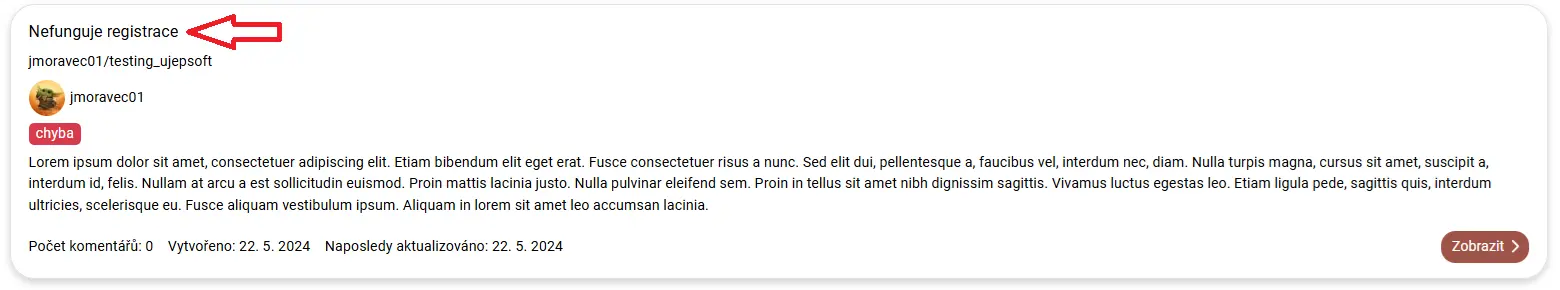 Nefunguje registrace
jmoravec01/testing_ujepsoft
jmoravec01
chyba
Lorem ipsum dolor sit amet, consectetuer adipiscing elit. Etiam bibendum elit eget erat. Fusce consectetuer risus a nunc. Sed elit dui, pellentesque a, faucibus vel, interdum nec, diam. Nulla turpis magna, cursus sit amet, suscipit a,
interdum id, felis. Nullam at arcu a est sollicitudin euismod. Proin mattis lacinia justo. Nulla pulvinar eleifend sem. Proin in tellus sit amet nibh dignissim sagittis. Vivamus luctus egestas leo. Etiam ligula pede, sagittis quis, interdum
ultricies, scelerisque eu. Fusce aliquam vestibulum ipsum. Aliquam in lorem sit amet leo accumsan lacinia.
Počet komentářů: 0 Vytvořeno: 22. 5. 2024 Naposledy aktualizováno: 22. 5. 2024 Zobrazit